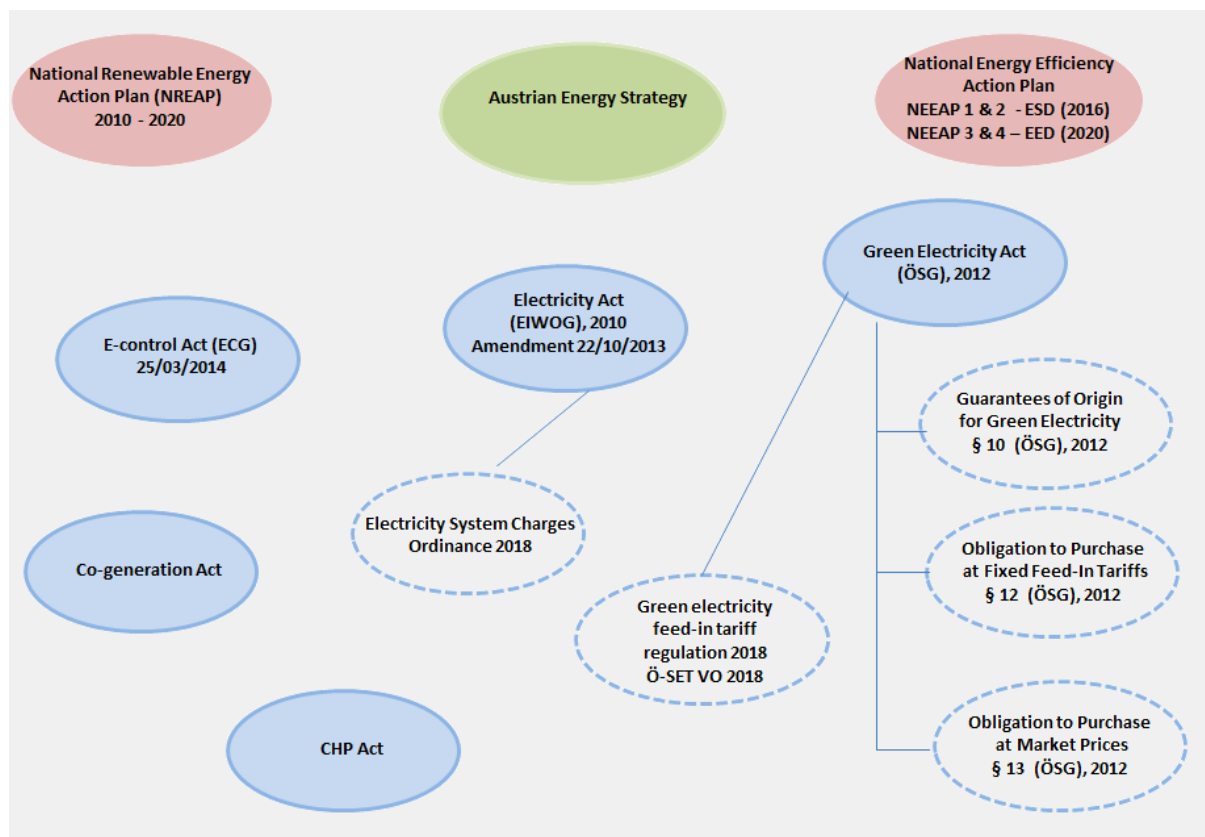 National Renewable Energy
Action Plan (NREAP)
2010 - 2020
Austrian Energy Strategy
National Energy Efficiency
Action Plan
NEEAP 1 & 2 - ESD (2016)
NEEAP 3 & 4 – EED (2020)
Green Electricity Act
(ÖSG), 2012
Electricity Act
(EIWOG), 2010
Amendment 22/10/2013
E-control Act (ECG)
25/03/2014
Guarantees of Origin
for Green Electricity
§ 10 (ÖSG), 2012
Electricity System Charges
Ordinance 2018
Co-generation Act
Obligation to Purchase
at Fixed Feed-In Tariffs
§ 12 (ÖSG), 2012
Green electricity
feed-in tariff
regulation 2018
Ö-SET VO 2018
CHP Act
Obligation to Purchase
at Market Prices
§ 13 (ÖSG), 2012